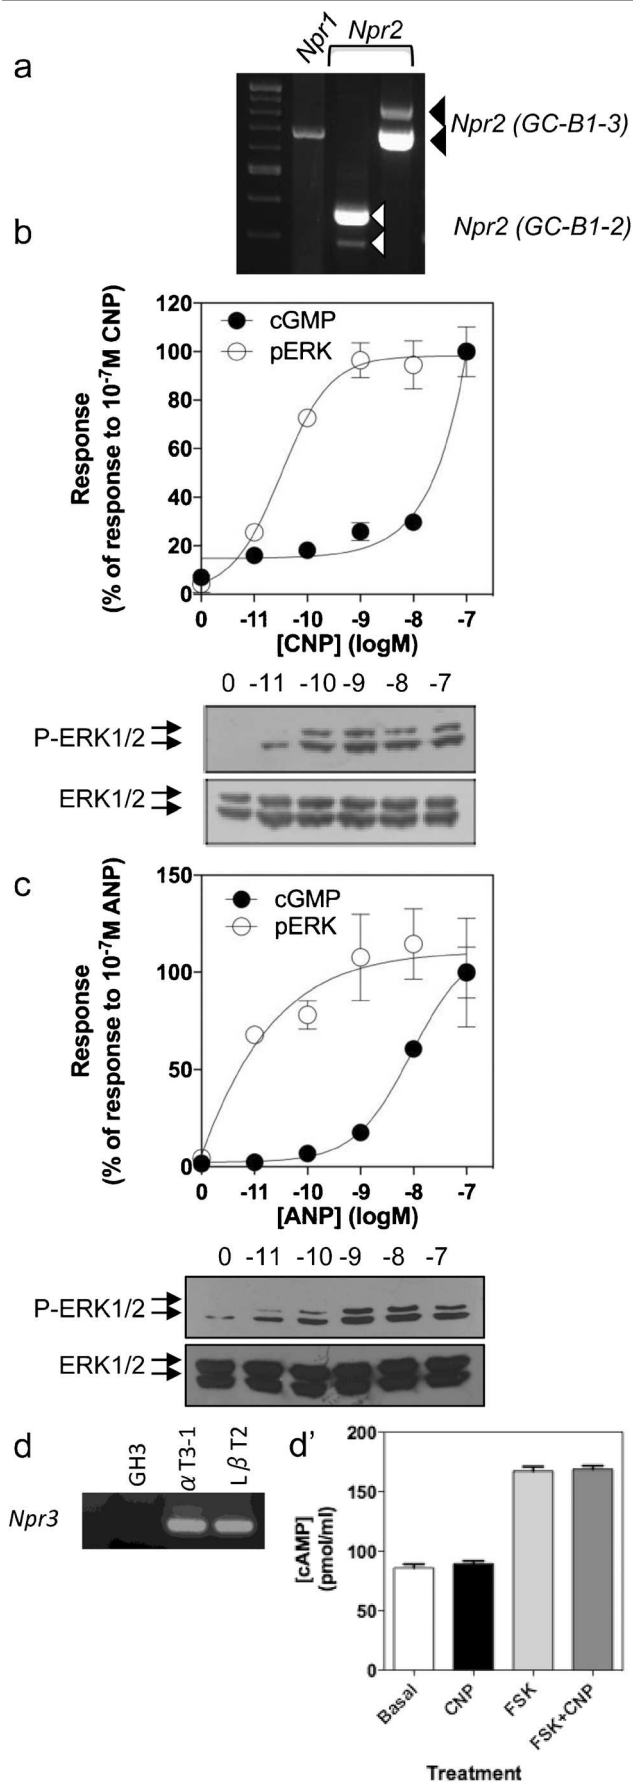 a
Npr1
Npr2
Npr2 (GC-B1-3)
Npr2 (GC-B1-2)
b
120
100
80
60
40
20
0
cGMP
pERK
Response
(% of response to 10⁻⁷M CNP)
0 -11 -10 -9 -8 -7
[CNP] (logM)
0 -11 -10 -9 -8 -7
P-ERK1/2
ERK1/2
c
150
100
50
0
cGMP
pERK
Response
(% of response to 10⁻⁷M ANP)
0 -11 -10 -9 -8 -7
[ANP] (logM)
0 -11 -10 -9 -8 -7
P-ERK1/2
ERK1/2
d
GH3
αT3-1
LβT2
Npr3
d'
200
150
100
50
0
[cAMP]
(pmol/ml)
Basal
CNP
FSK
FSK+CNP
Treatment